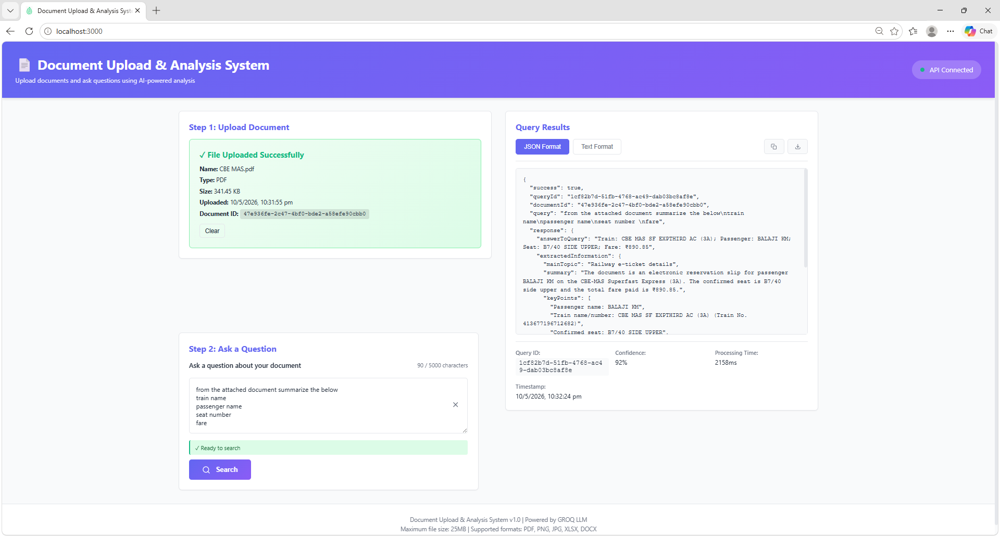 Document Upload & Analysis Syst
localhost:3000
Chat
Document Upload & Analysis System
Upload documents and ask questions using AI-powered analysis
API Connected
Step 1: Upload Document
✓ File Uploaded Successfully
Name: CBE MAS.pdf
Type: PDF
Size: 341.45 KB
Uploaded: 10/5/2026, 10:31:55 pm
Document ID: 47e936fe-2c47-4bf0-bde2-a58efe90cbb0
Clear
Step 2: Ask a Question
Ask a question about your document
90 / 5000 characters
from the attached document summarize the below
train name
passenger name
seat number
fare
✓ Ready to search
Search
Query Results
JSON Format
Text Format
{
"success": true,
"queryId": "1cf82b7d-51fb-4768-ac49-dab03bc8af8e",
"documentId": "47e936fe-2c47-4bf0-bde2-a58efe90cbb0",
"query": "from the attached document summarize the below\ntrain
name\npassenger name\nseat number \nfare",
"response": {
"answerToQuery": "Train: CBE MAS SF EXPTHIRD AC (3A); Passenger: BALAJI KM;
Seat: B7/40 SIDE UPPER; Fare: ₹890.85",
"extractedInformation": {
"mainTopic": "Railway e-ticket details",
"summary": "The document is an electronic reservation slip for passenger
BALAJI KM on the CBE-MAS Superfast Express (3A). The confirmed seat is B7/40
side upper and the total fare paid is ₹890.85.",
"keyPoints": [
"Passenger name: BALAJI KM",
"Train name/number: CBE MAS SF EXPTHIRD AC (3A) (Train No.
413677196712682)",
"Confirmed seat: B7/40 SIDE UPPER",
Query ID:
1cf82b7d-51fb-4768-ac4
9-dab03bc8af8e
Confidence:
92%
Processing Time:
2158ms
Timestamp:
10/5/2026, 10:32:24 pm
Document Upload & Analysis System v1.0 | Powered by GROQ LLM
Maximum file size: 25MB | Supported formats: PDF, PNG, JPG, XLSX, DOCX